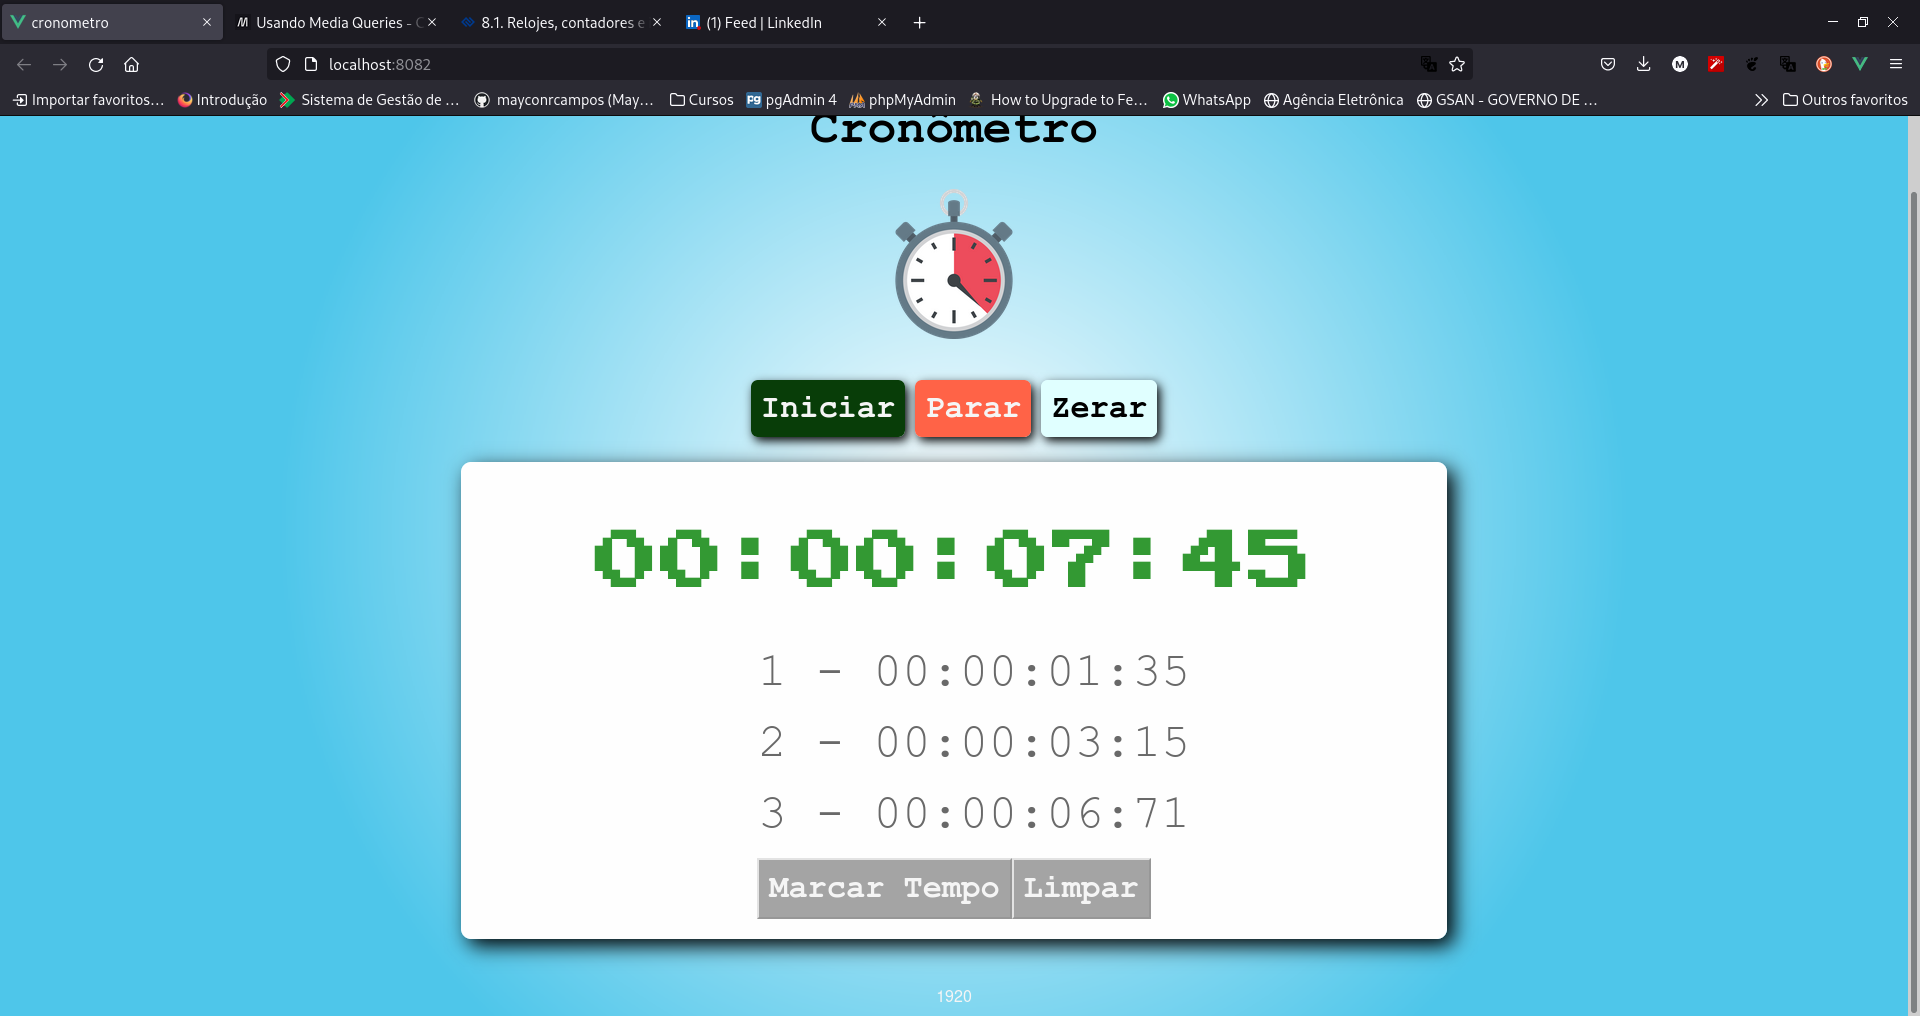 cronometro
Usando Media Queries - C
8.1. Relojes, contadores e
(1) Feed | LinkedIn
localhost:8082
Importar favoritos…
Introdução
Sistema de Gestão de …
mayconrcampos (May…
Cursos
pgAdmin 4
phpMyAdmin
How to Upgrade to Fe…
WhatsApp
Agência Eletrônica
GSAN - GOVERNO DE …
Outros favoritos
Cronômetro
Iniciar
Parar
Zerar
00:00:07:45
1 - 00:00:01:35
2 - 00:00:03:15
3 - 00:00:06:71
Marcar Tempo
Limpar
1920